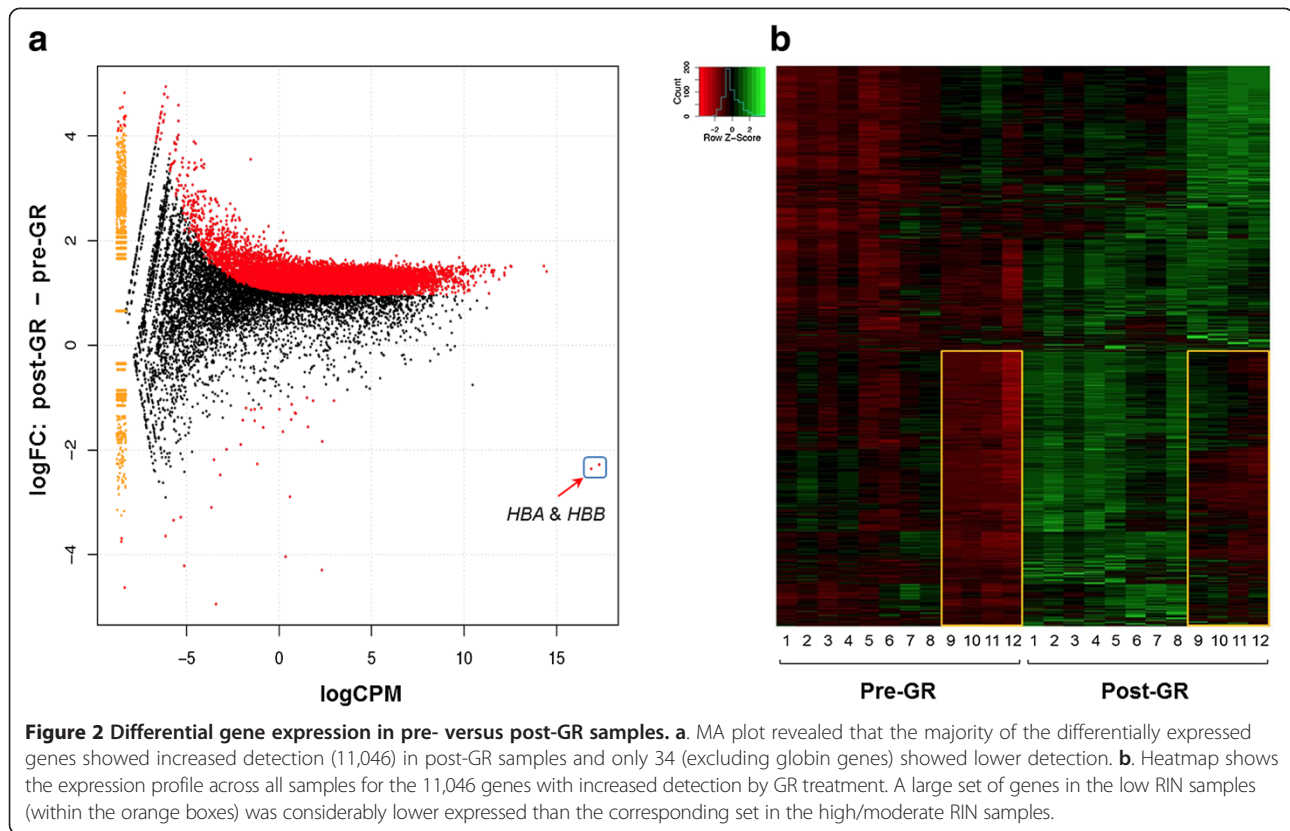 a
b
4
2
0
−2
−4
−5
0
5
10
15
logFC: post-GR − pre-GR
logCPM
HBA & HBB
200
100
0
Count
−2
0
2
Row Z−Score
1 2 3 4 5 6 7 8 9 10 11 12 1 2 3 4 5 6 7 8 9 10 11 12
Pre-GR
Post-GR
Figure 2 Differential gene expression in pre- versus post-GR samples. a. MA plot revealed that the majority of the differentially expressed
genes showed increased detection (11,046) in post-GR samples and only 34 (excluding globin genes) showed lower detection. b. Heatmap shows
the expression profile across all samples for the 11,046 genes with increased detection by GR treatment. A large set of genes in the low RIN samples
(within the orange boxes) was considerably lower expressed than the corresponding set in the high/moderate RIN samples.